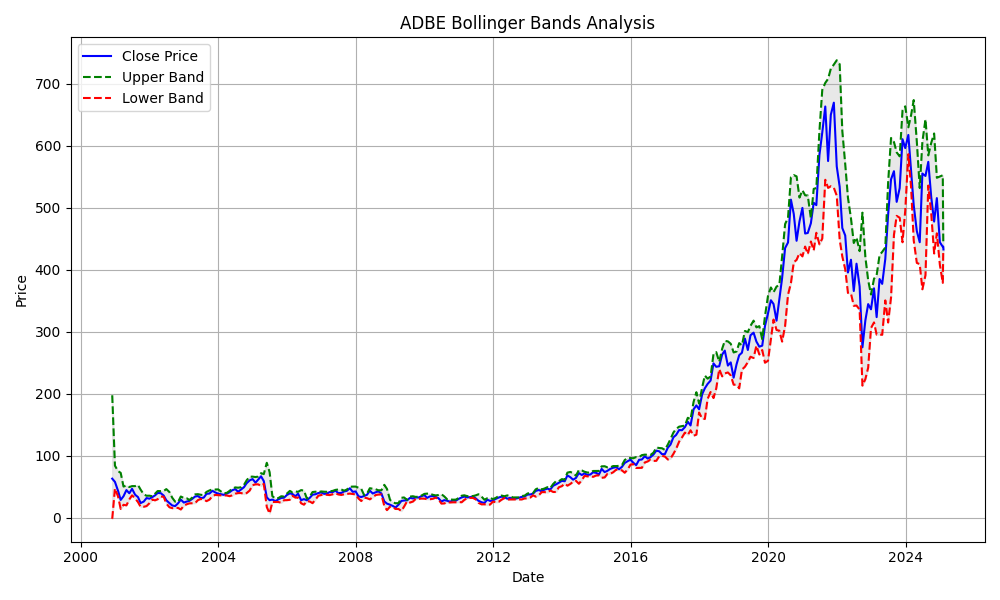 ADBE Bollinger Bands Analysis
Close Price
Upper Band
Lower Band
Price
700
600
500
400
300
200
100
0
2000 2004 2008 2012 2016 2020 2024
Date